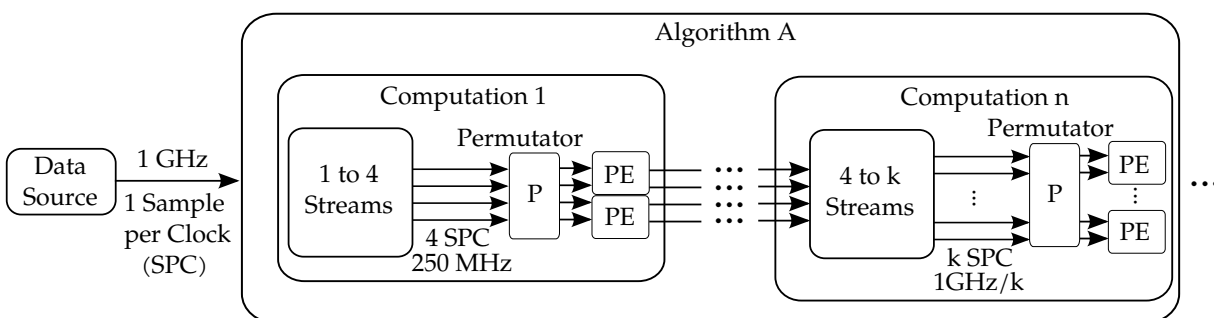 Algorithm A
Computation 1
Computation n
Data
Source
1 GHz
1 Sample
per Clock
(SPC)
1 to 4
Streams
Permutator
P
PE
PE
4 SPC
250 MHz
4 to k
Streams
Permutator
P
PE
PE
k SPC
1GHz/k